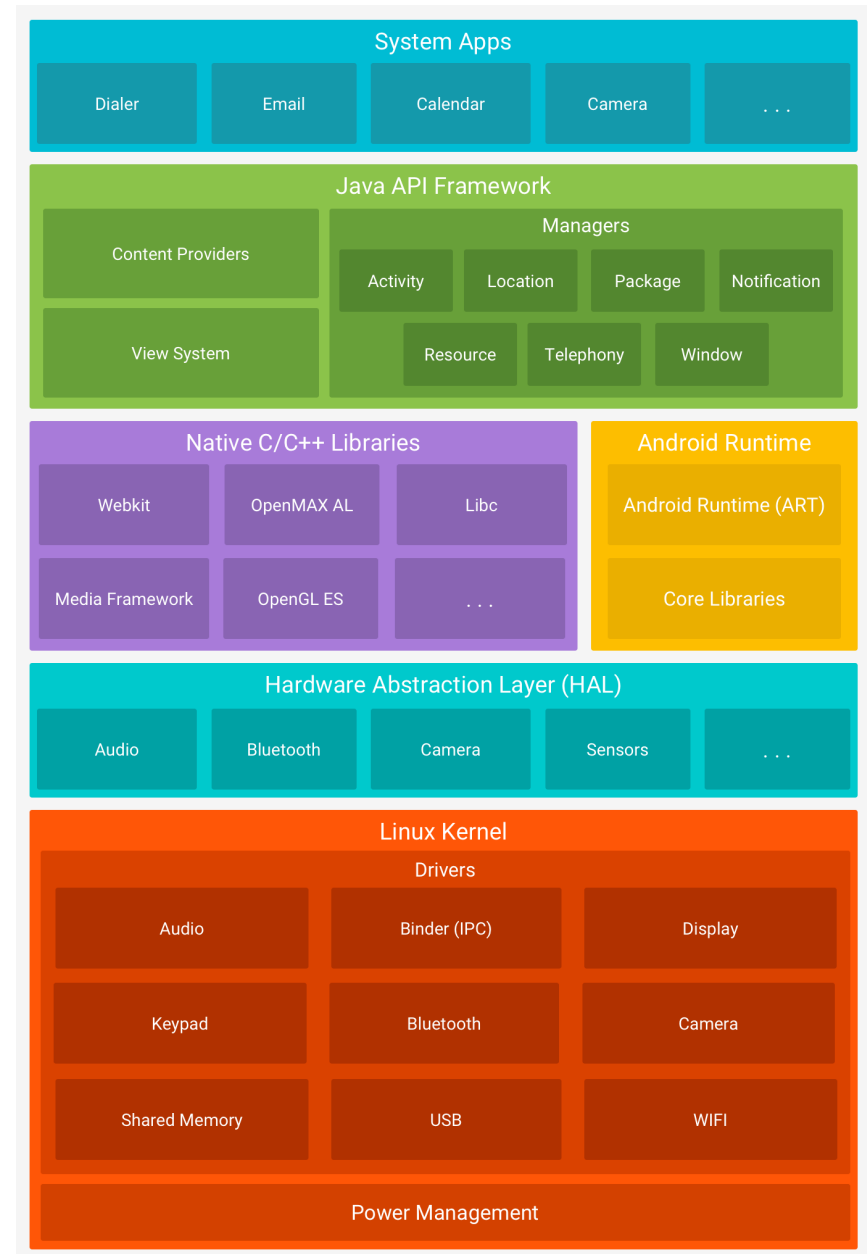 System Apps
Dialer
Email
Calendar
Camera
. . .
Java API Framework
Content Providers
View System
Managers
Activity
Location
Package
Notification
Resource
Telephony
Window
Native C/C++ Libraries
Webkit
OpenMAX AL
Libc
Media Framework
OpenGL ES
. . .
Android Runtime
Android Runtime (ART)
Core Libraries
Hardware Abstraction Layer (HAL)
Audio
Bluetooth
Camera
Sensors
. . .
Linux Kernel
Drivers
Audio
Binder (IPC)
Display
Keypad
Bluetooth
Camera
Shared Memory
USB
WIFI
Power Management